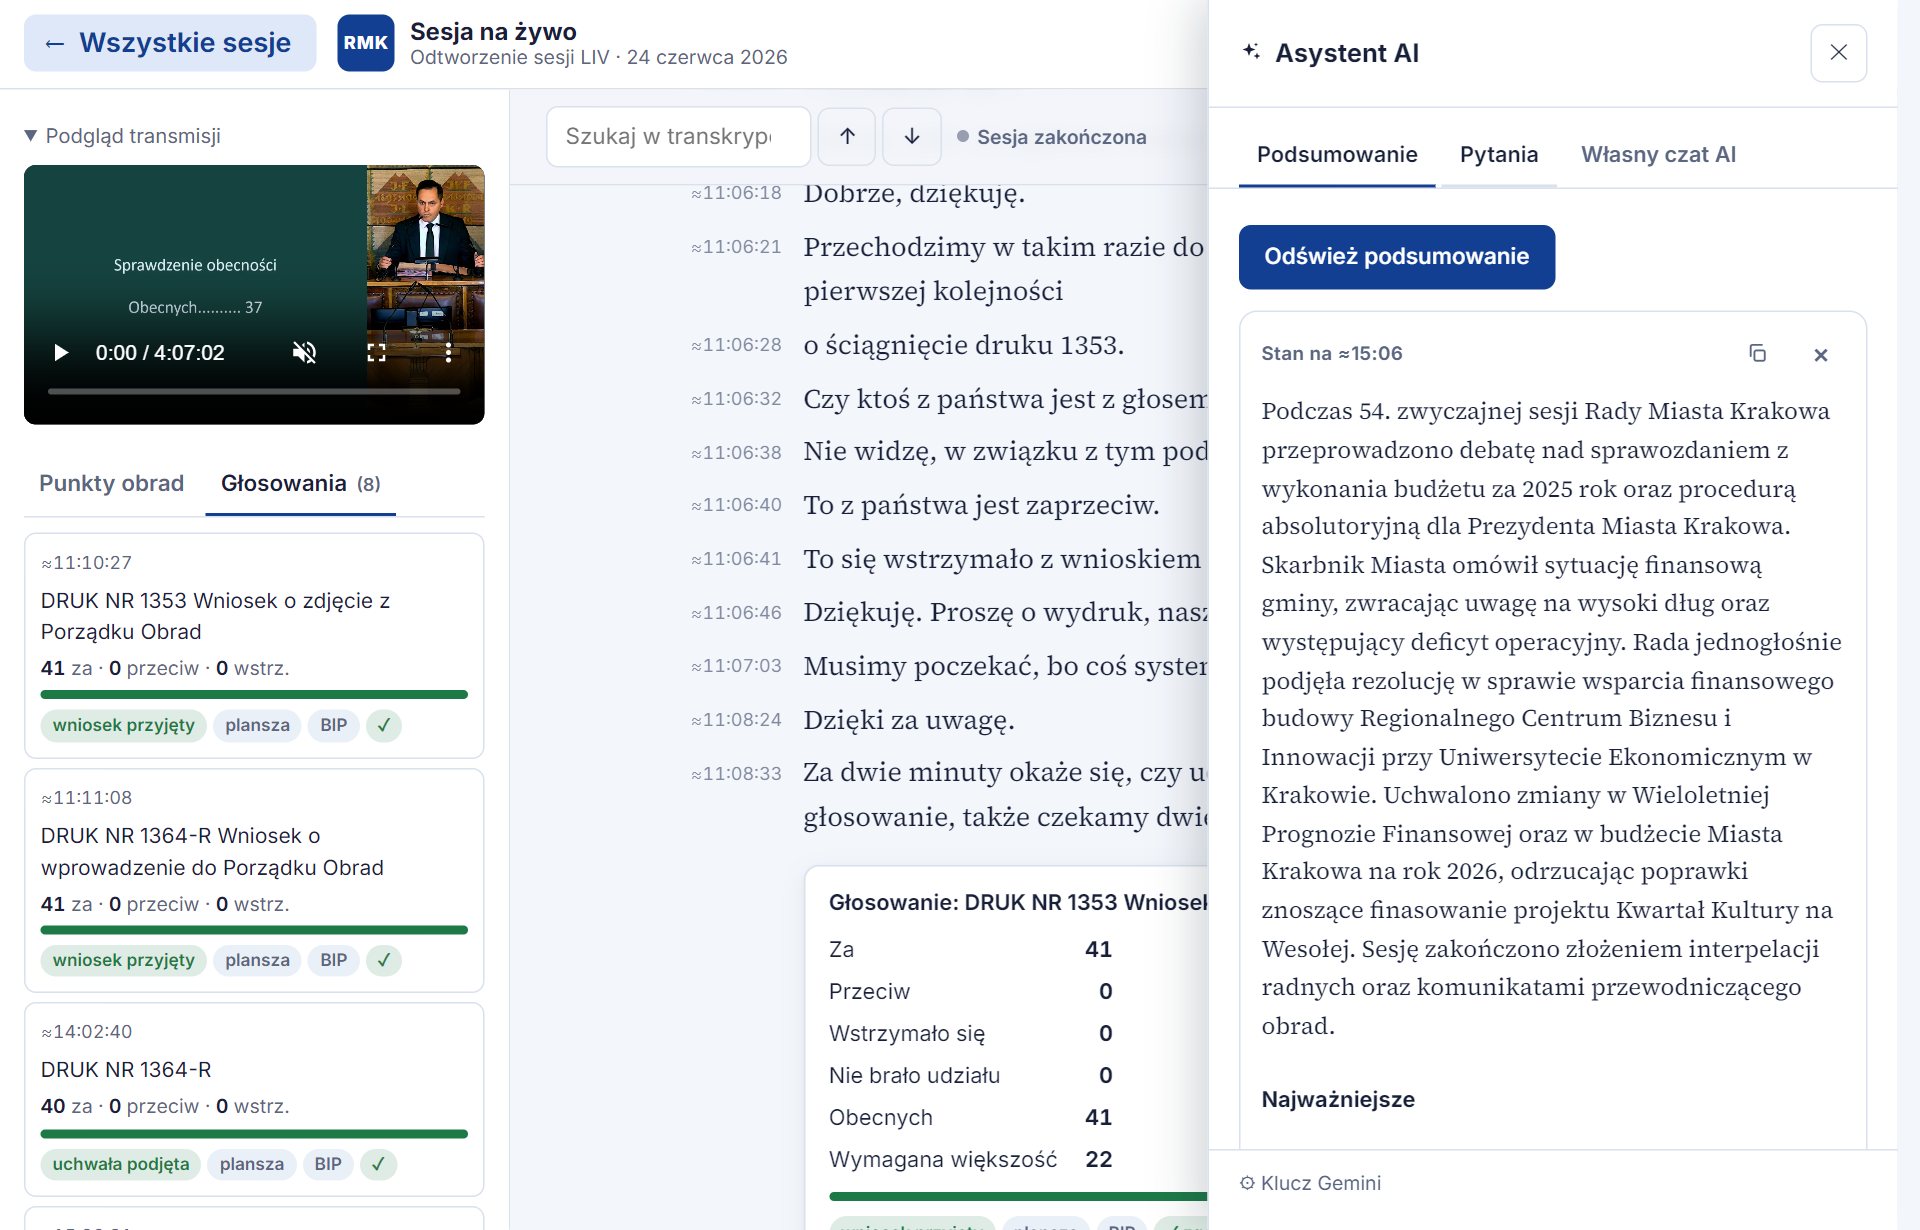 ← Wszystkie sesje
RMK
Sesja na żywo
Odtworzenie sesji LIV · 24 czerwca 2026
▼ Podgląd transmisji
Sprawdzenie obecności
Obecnych.......... 37
0:00 / 4:07:02
Punkty obrad
Głosowania (8)
≈11:10:27
DRUK NR 1353 Wniosek o zdjęcie z
Porządku Obrad
41 za · 0 przeciw · 0 wstrz.
wniosek przyjęty plansza BIP ✓
≈11:11:08
DRUK NR 1364-R Wniosek o
wprowadzenie do Porządku Obrad
41 za · 0 przeciw · 0 wstrz.
wniosek przyjęty plansza BIP ✓
≈14:02:40
DRUK NR 1364-R
40 za · 0 przeciw · 0 wstrz.
uchwała podjęta plansza BIP ✓
Szukaj w transkryp
↑ ↓
Sesja zakończona
≈11:06:18 Dobrze, dziękuję.
≈11:06:21 Przechodzimy w takim razie do
pierwszej kolejności
≈11:06:28 o ściągnięcie druku 1353.
≈11:06:32 Czy ktoś z państwa jest z głosem
≈11:06:38 Nie widzę, w związku z tym pod
≈11:06:40 To z państwa jest zaprzeciw.
≈11:06:41 To się wstrzymało z wnioskiem
≈11:06:46 Dziękuję. Proszę o wydruk, nasz
≈11:07:03 Musimy poczekać, bo coś system
≈11:08:24 Dzięki za uwagę.
≈11:08:33 Za dwie minuty okaże się, czy
głosowanie, także czekamy dwie
Głosowanie: DRUK NR 1353 Wniosek
Za 41
Przeciw 0
Wstrzymało się 0
Nie brało udziału 0
Obecnych 41
Wymagana większość 22
wniosek przyjęty plansza BIP
Asystent AI
Podsumowanie
Pytania
Własny czat AI
Odśwież podsumowanie
Stan na ≈15:06
Podczas 54. zwyczajnej sesji Rady Miasta Krakowa
przeprowadzono debatę nad sprawozdaniem z
wykonania budżetu za 2025 rok oraz procedurą
absolutoryjną dla Prezydenta Miasta Krakowa.
Skarbnik Miasta omówił sytuację finansową
gminy, zwracając uwagę na wysoki dług oraz
występujący deficyt operacyjny. Rada jednogłośnie
podjęła rezolucję w sprawie wsparcia finansowego
budowy Regionalnego Centrum Biznesu i
Innowacji przy Uniwersytecie Ekonomicznym w
Krakowie. Uchwalono zmiany w Wieloletniej
Prognozie Finansowej oraz w budżecie Miasta
Krakowa na rok 2026, odrzucając poprawki
znoszące finasowanie projektu Kwartał Kultury na
Wesołej. Sesję zakończono złożeniem interpelacji
radnych oraz komunikatami przewodniczącego
obrad.
Najważniejsze
Klucz Gemini